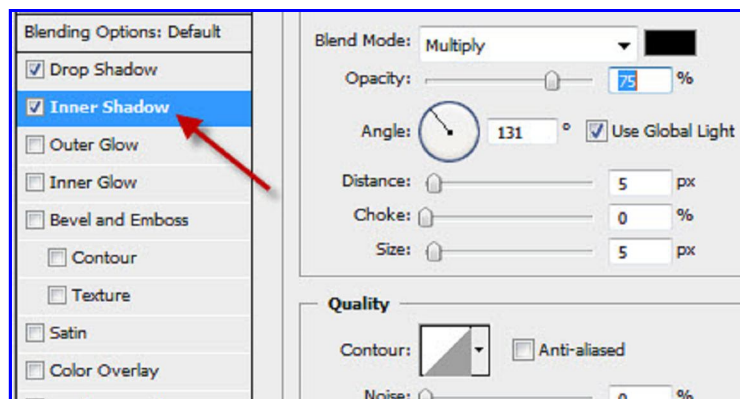 Blending Options: Default
Drop Shadow
Inner Shadow
Outer Glow
Inner Glow
Bevel and Emboss
Contour
Texture
Satin
Color Overlay
Blend Mode: Multiply
Opacity: 75 %
Angle: 131 ° Use Global Light
Distance: 5 px
Choke: 0 %
Size: 5 px
Quality
Contour: Anti-aliased
Noise: 0 %